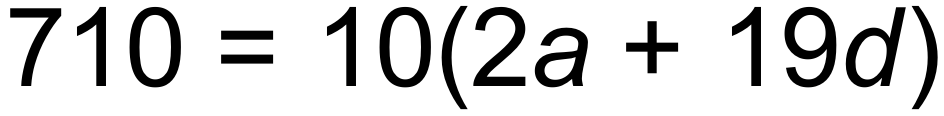 710 = 10(2a + 19d)